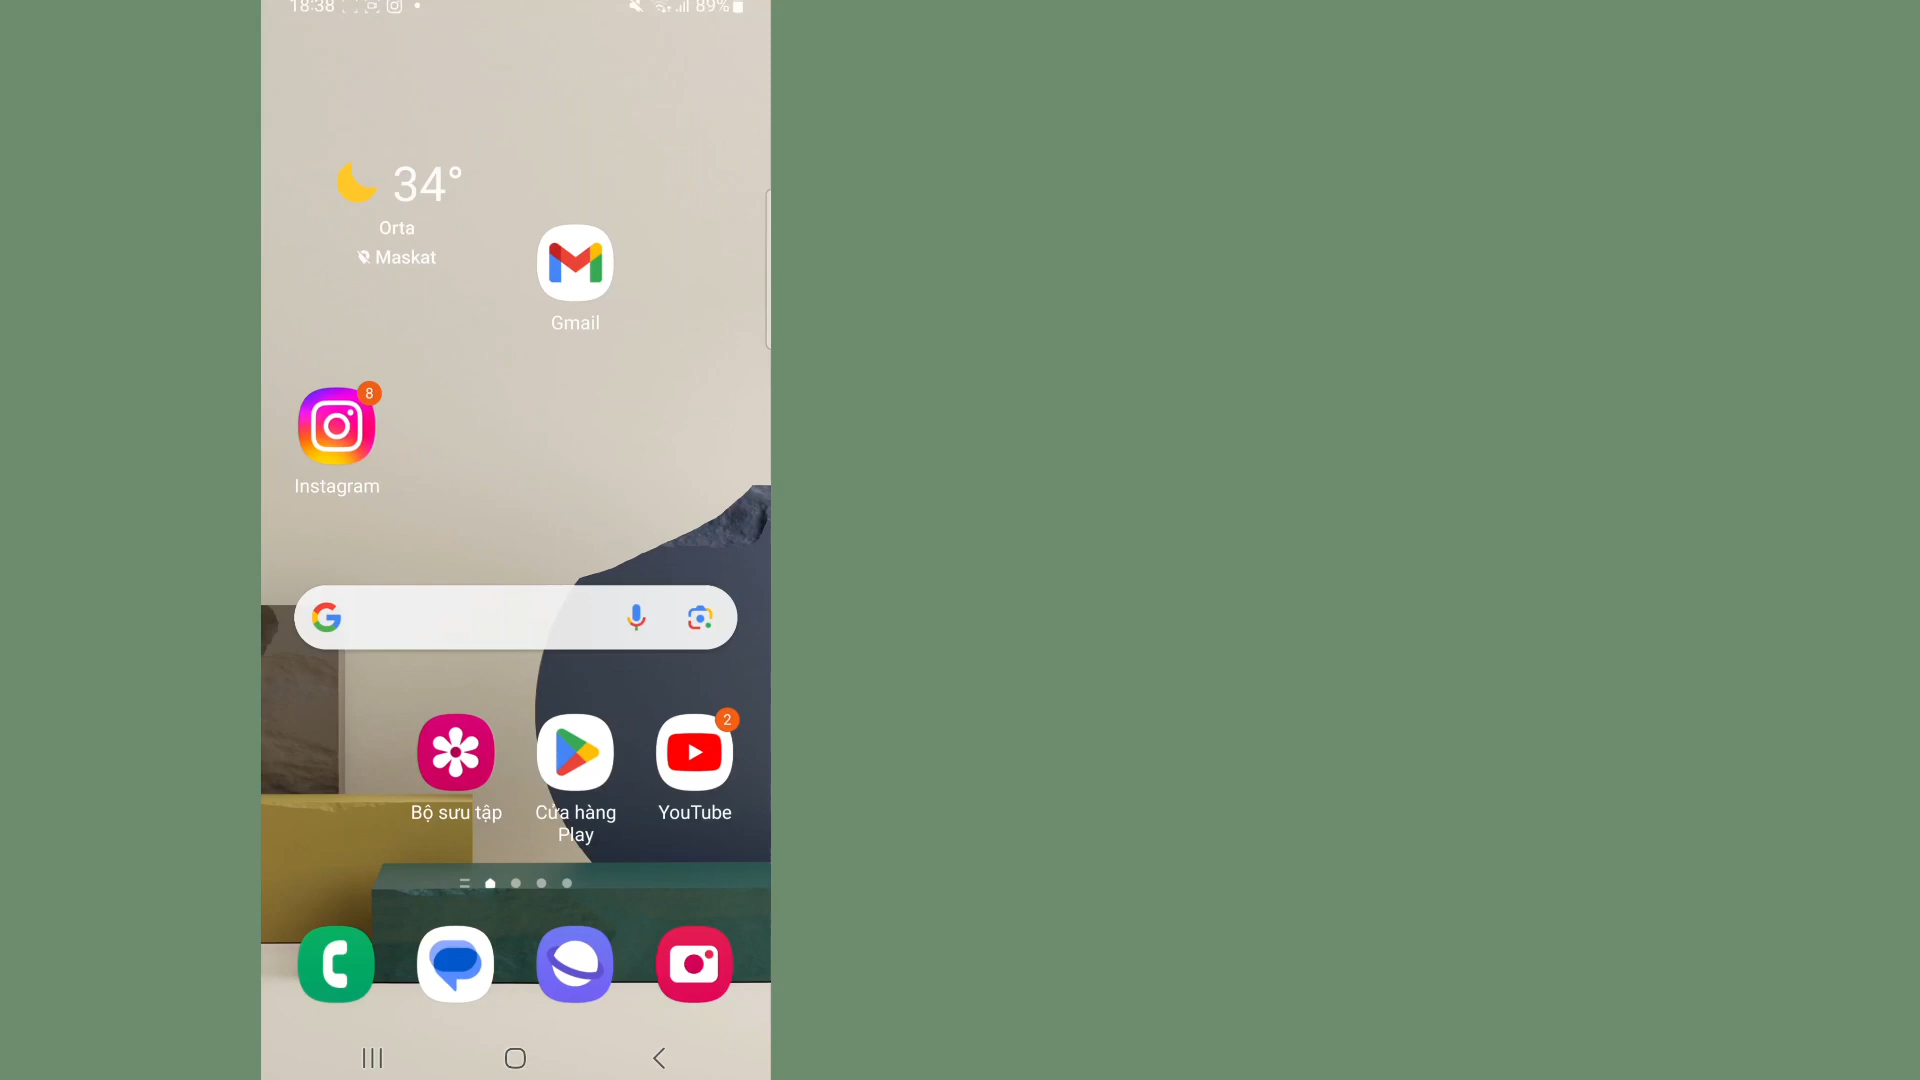 18:38
89%
34°
Orta
Maskat
Gmail
8
Instagram
2
Bộ sưu tập
Cửa hàng
Play
YouTube